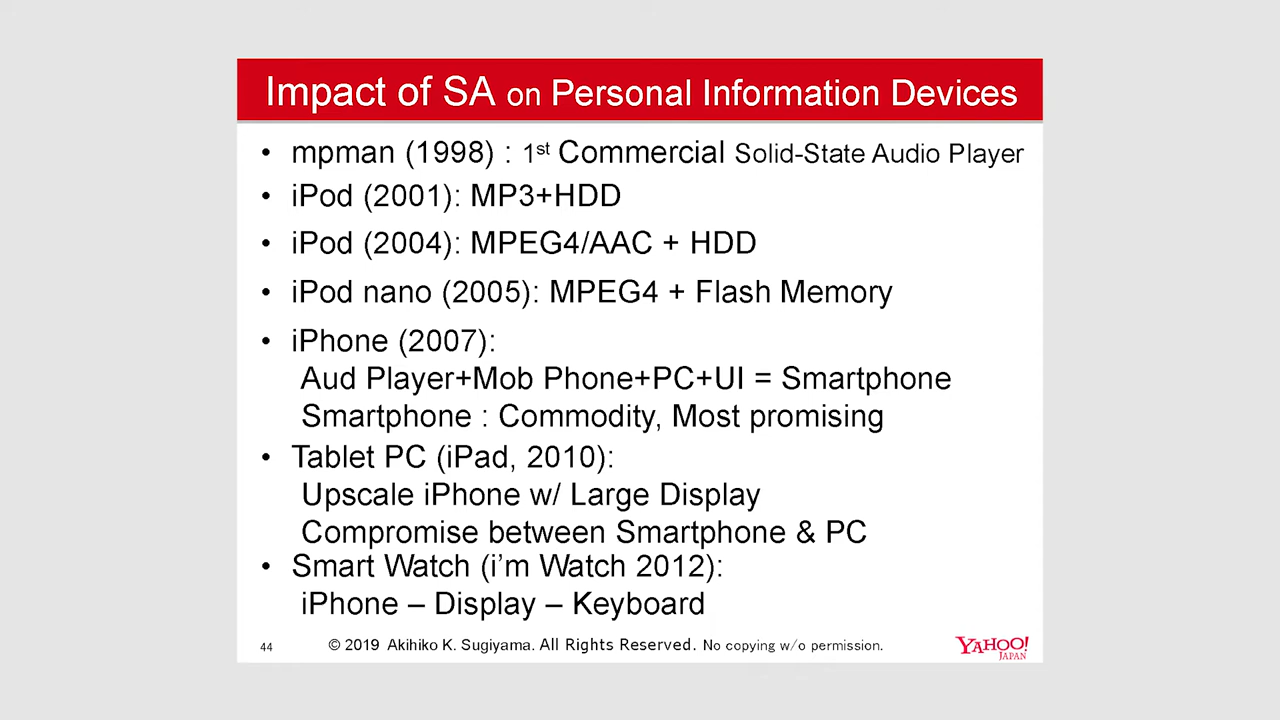 Impact of SA on Personal Information Devices
• mpman (1998) : 1st Commercial Solid-State Audio Player
• iPod (2001): MP3+HDD
• iPod (2004): MPEG4/AAC + HDD
• iPod nano (2005): MPEG4 + Flash Memory
• iPhone (2007):
Aud Player+Mob Phone+PC+UI = Smartphone
Smartphone : Commodity, Most promising
• Tablet PC (iPad, 2010):
Upscale iPhone w/ Large Display
Compromise between Smartphone & PC
• Smart Watch (i’m Watch 2012):
iPhone – Display – Keyboard
44 © 2019 Akihiko K. Sugiyama. All Rights Reserved. No copying w/o permission.
YAHOO!
JAPAN